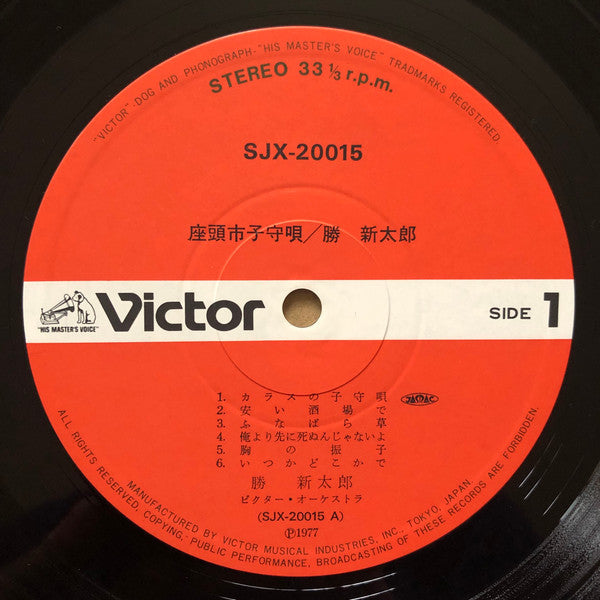 "VICTOR"-DOG AND PHONOGRAPH-"HIS MASTER'S VOICE" TRADMARKS REGISTERED.
STEREO 33 1/3 r.p.m.
SJX-20015
座頭市子守唄/勝 新太郎
"HIS MASTER'S VOICE"
Victor
SIDE 1
1. カラスの子守唄 JASRAC
2. 安い酒場で
3. ふなばら草
4. 俺より先に死ぬんじゃないよ
5. 胸の振子
6. いつかどこかで
勝 新太郎
ビクター・オーケストラ
(SJX-20015 A)
Ⓟ1977
MANUFACTURED BY VICTOR MUSICAL INDUSTRIES, INC., TOKYO, JAPAN.
ALL RIGHTS RESERVED, COPYING, PUBLIC PERFORMANCE, BROADCASTING OF THESE RECORDS ARE FORBIDDEN.